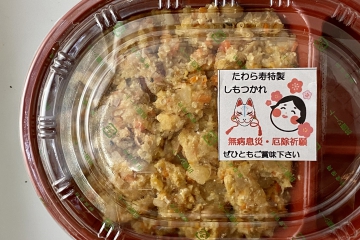 たわら寿特製
しもつかれ
無病息災・厄除祈願
ぜひともご賞味下さい